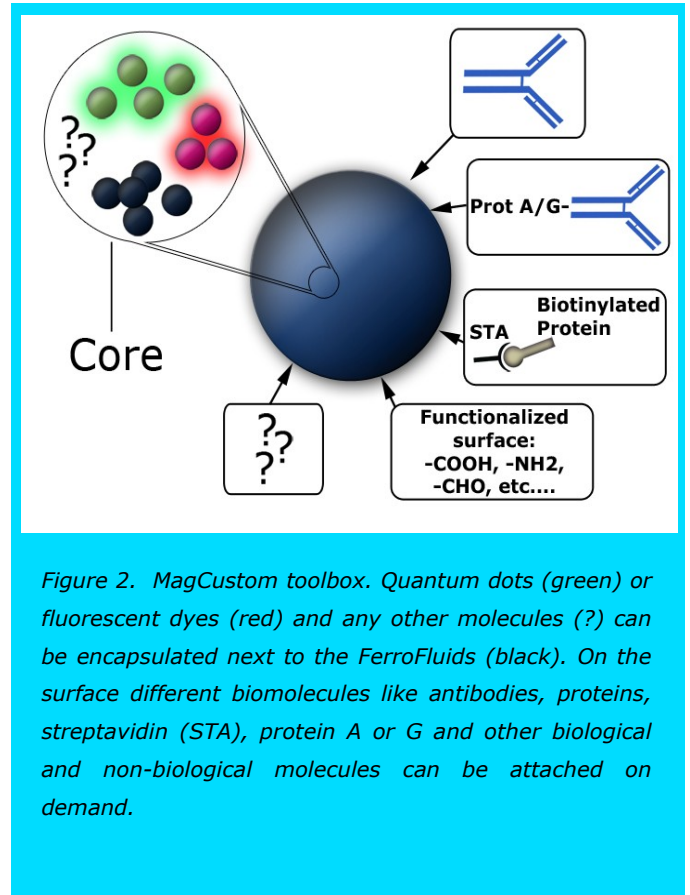 ?
?
?
Core
Prot A/G-
STA
Biotinylated
Protein
?
?
?
Functionalized
surface:
-COOH, -NH2,
-CHO, etc....
Figure 2. MagCustom toolbox. Quantum dots (green) or
fluorescent dyes (red) and any other molecules (?) can
be encapsulated next to the FerroFluids (black). On the
surface different biomolecules like antibodies, proteins,
streptavidin (STA), protein A or G and other biological
and non-biological molecules can be attached on
demand.